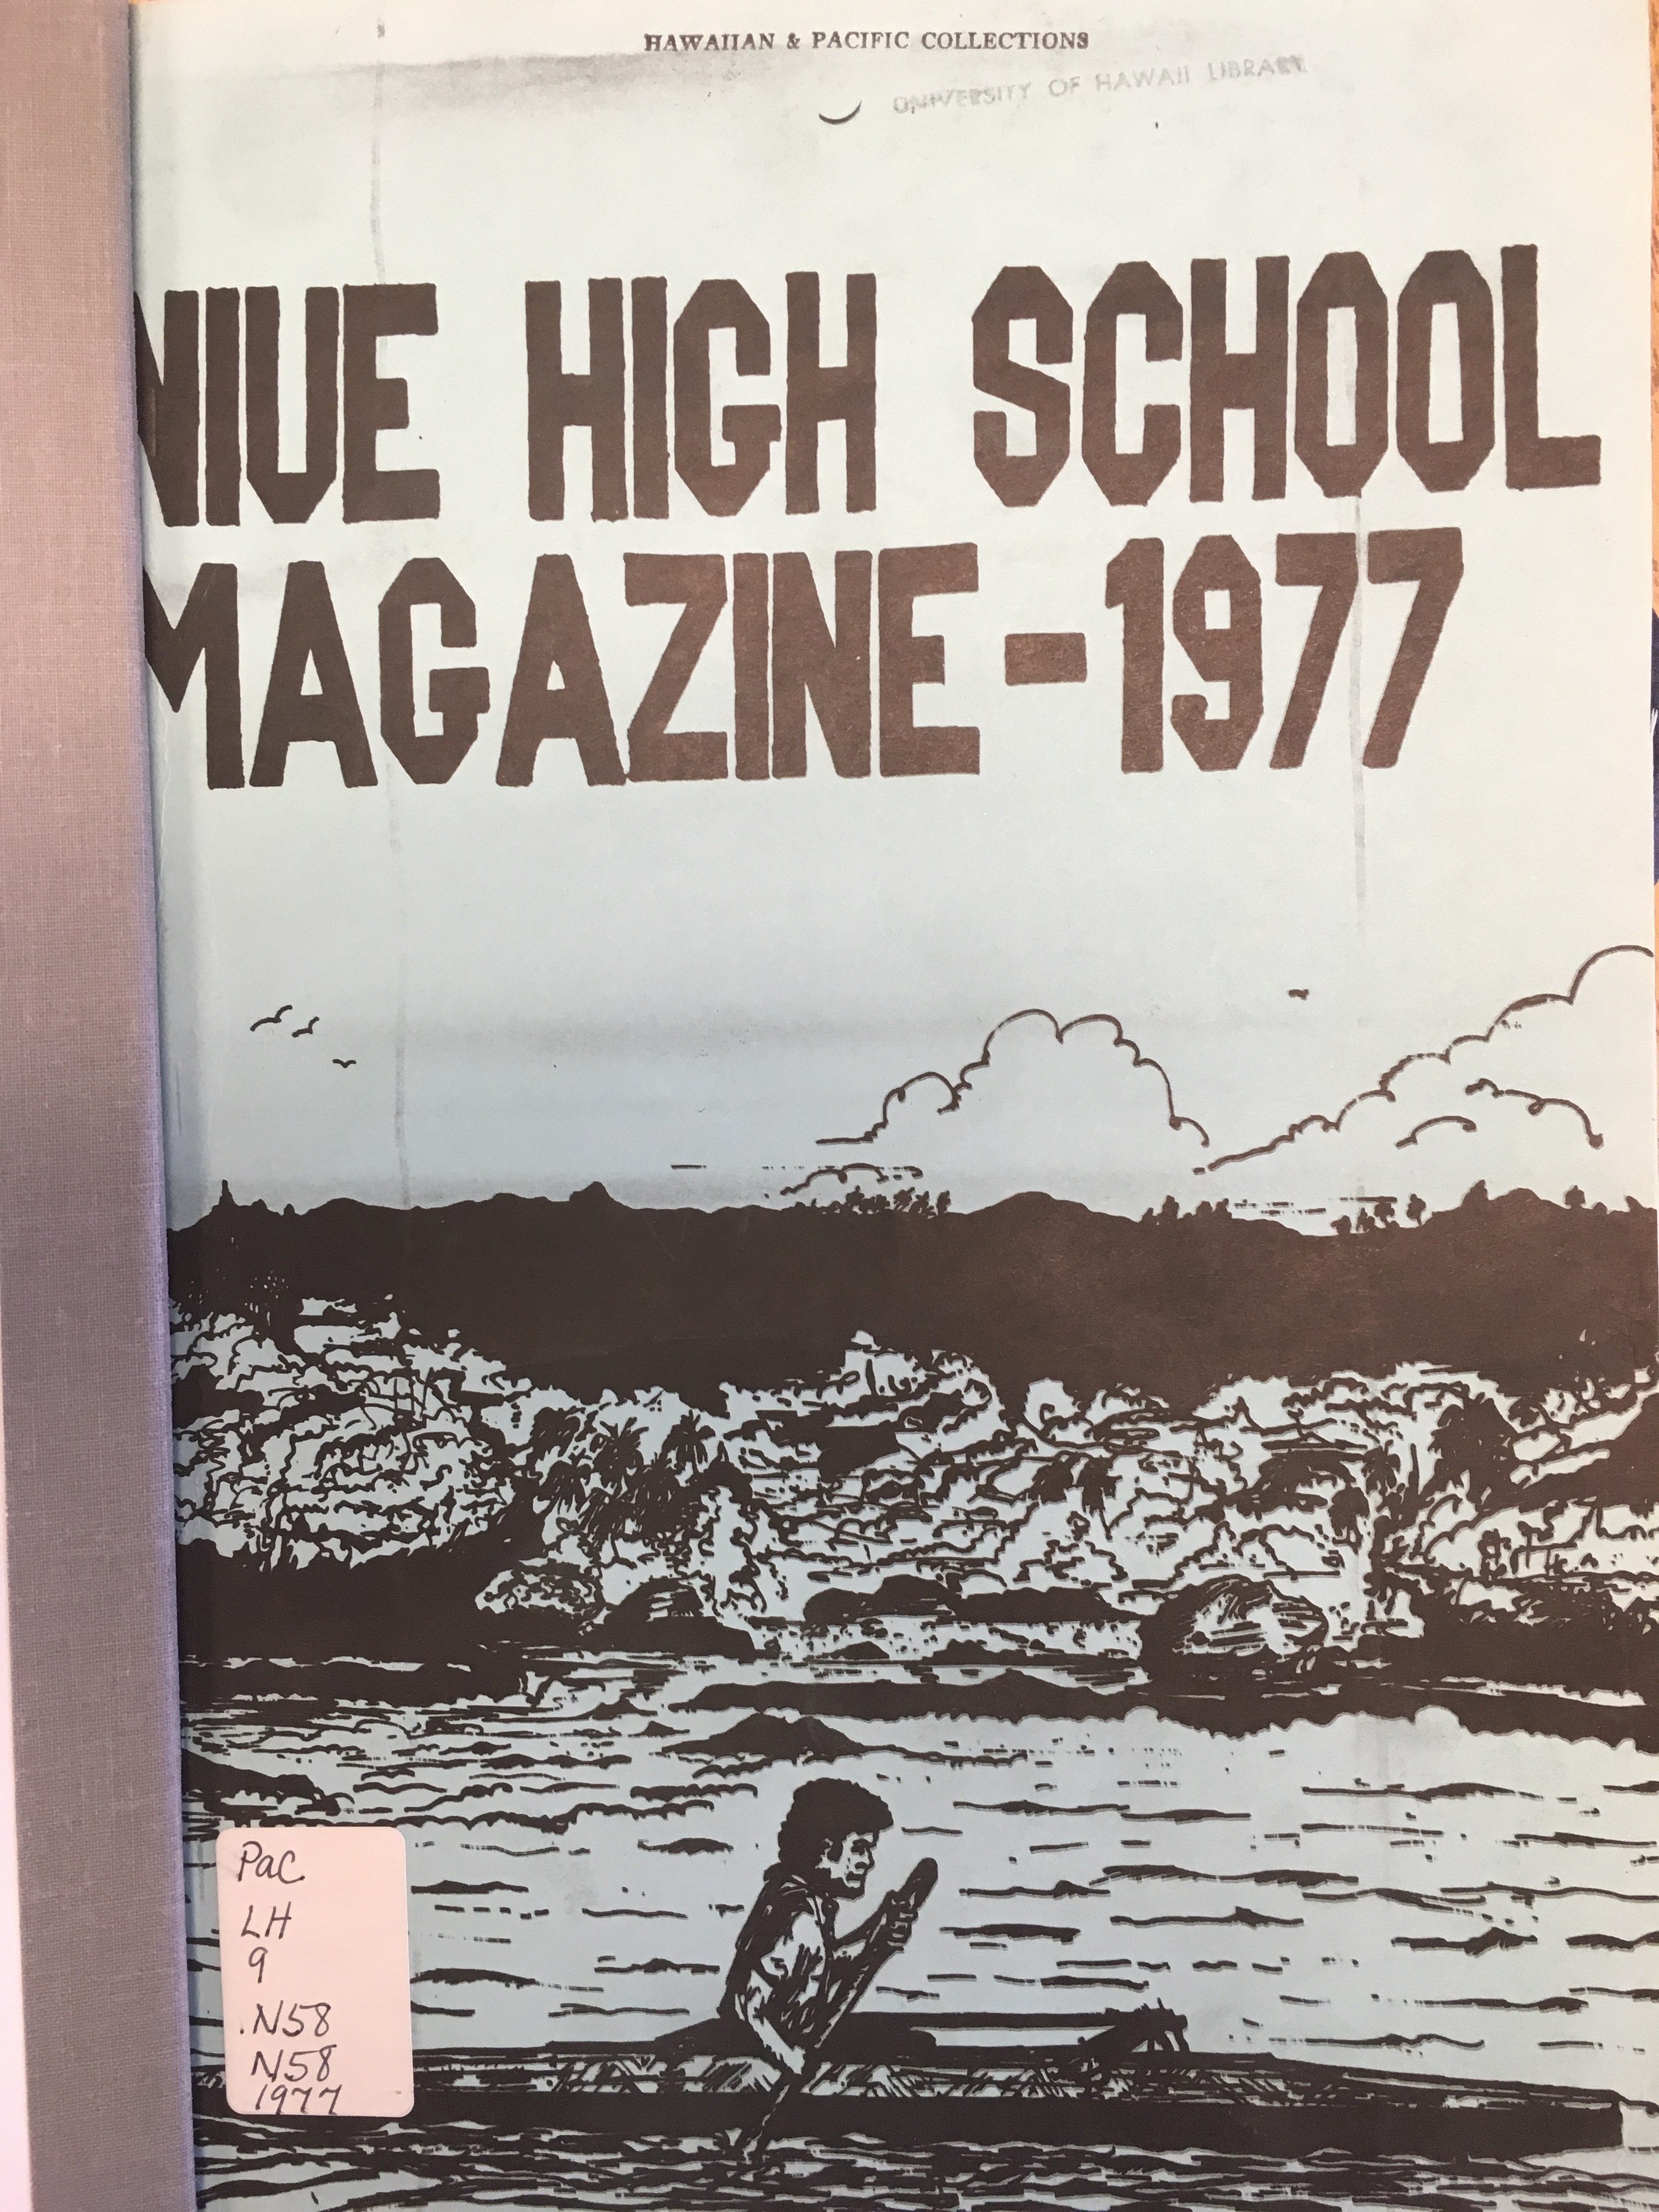 HAWAIIAN & PACIFIC COLLECTIONS
UNIVERSITY OF HAWAII LIBRARY
NIUE HIGH SCHOOL
MAGAZINE - 1977
Pac
LH
9
.N58
N58
1977